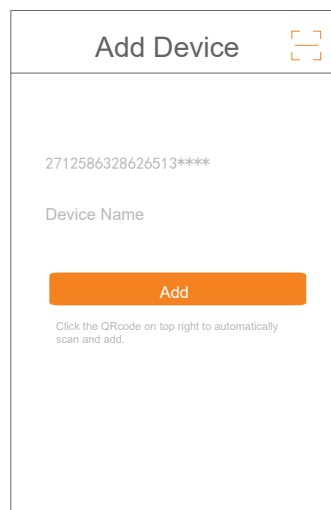 Add Device
2712586328626513****
Device Name
Add
Click the QRcode on top right to automatically
scan and add.